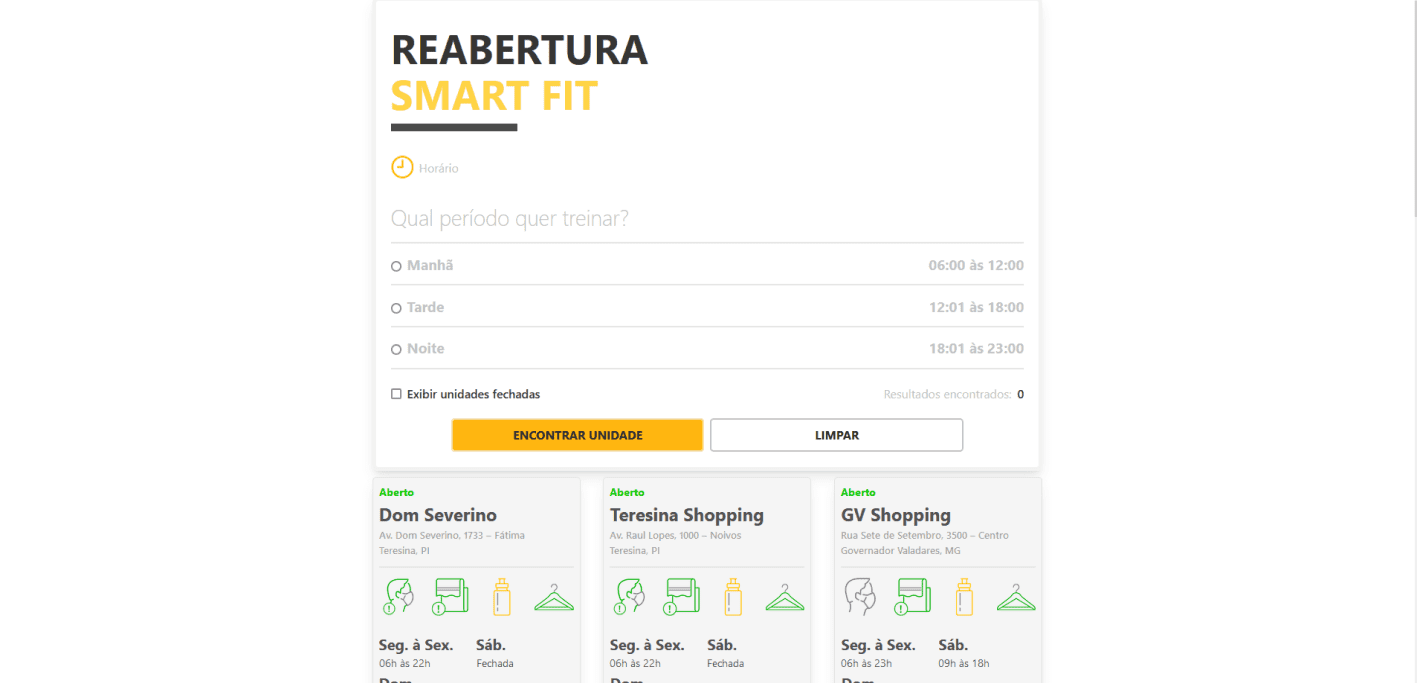 REABERTURA
SMART FIT
Horário
Qual período quer treinar?
Manhã 06:00 às 12:00
Tarde 12:01 às 18:00
Noite 18:01 às 23:00
Exibir unidades fechadas Resultados encontrados: 0
ENCONTRAR UNIDADE LIMPAR
Aberto
Dom Severino
Av. Dom Severino, 1733 – Fátima
Teresina, PI
Seg. à Sex. Sáb.
06h às 22h Fechada
Dom
Aberto
Teresina Shopping
Av. Raul Lopes, 1000 – Noivos
Teresina, PI
Seg. à Sex. Sáb.
06h às 22h Fechada
Dom
Aberto
GV Shopping
Rua Sete de Setembro, 3500 – Centro
Governador Valadares, MG
Seg. à Sex. Sáb.
06h às 23h 09h às 18h
Dom